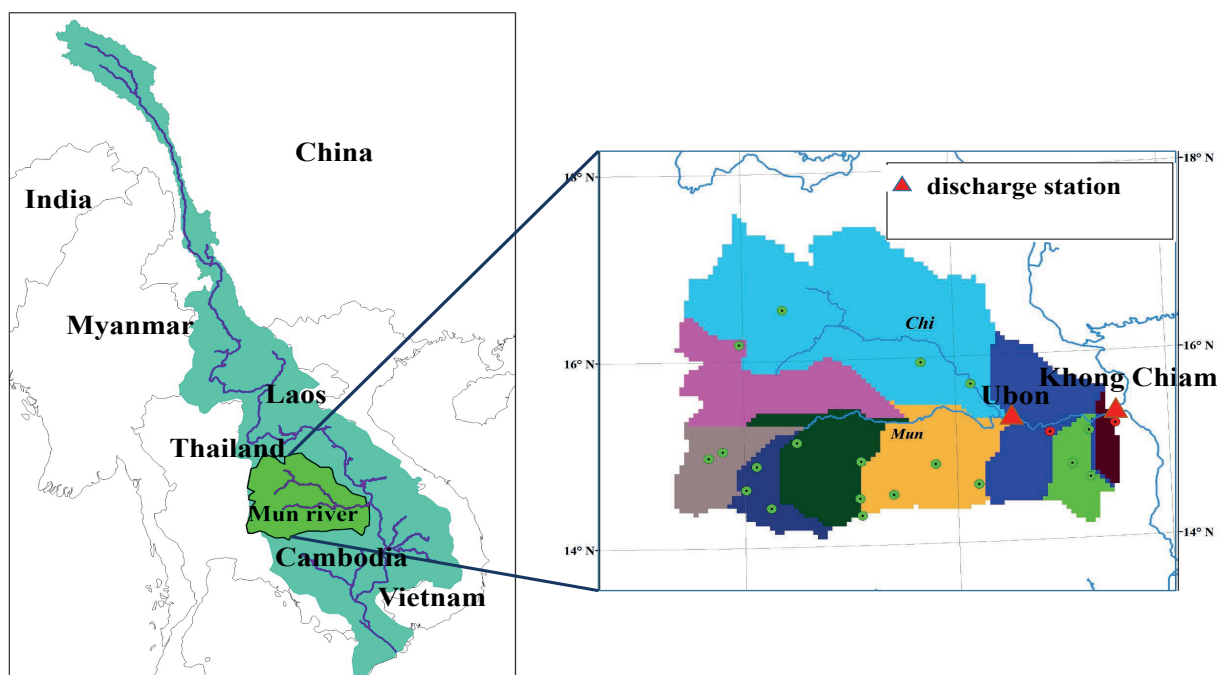 China
India
Myanmar
Laos
Thailand
Mun river
Cambodia
Vietnam
discharge station
18° N
18° N
Chi
16° N
16° N
Khong Chiam
Ubon
Mun
14° N
14° N